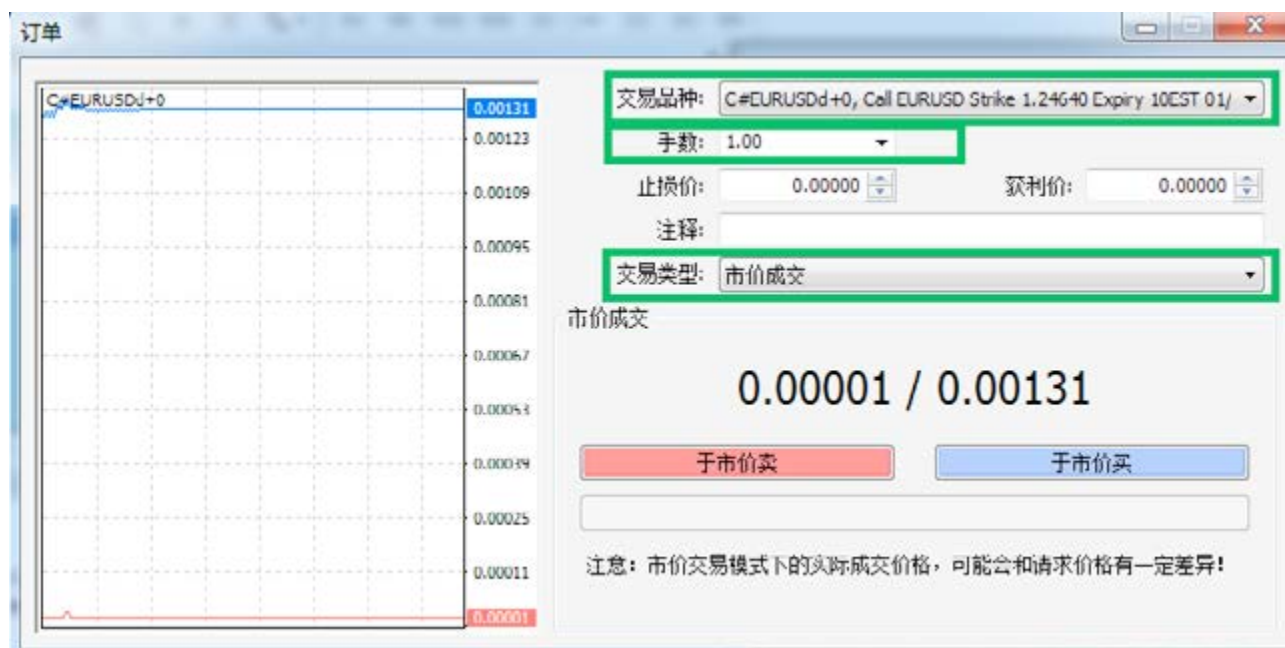 订单
C#EURUSDd+0
0.00131
0.00123
0.00109
0.00095
0.00081
0.00067
0.00053
0.00039
0.00025
0.00011
0.00001
交易品种: C#EURUSDd+0, Call EURUSD Strike 1.24640 Expiry 10EST 01/
手数: 1.00
止损价: 0.00000 获利价: 0.00000
注释:
交易类型: 市价成交
市价成交
0.00001 / 0.00131
于市价卖 于市价买
注意：市价交易模式下的实际成交价格，可能会和请求价格有一定差异!